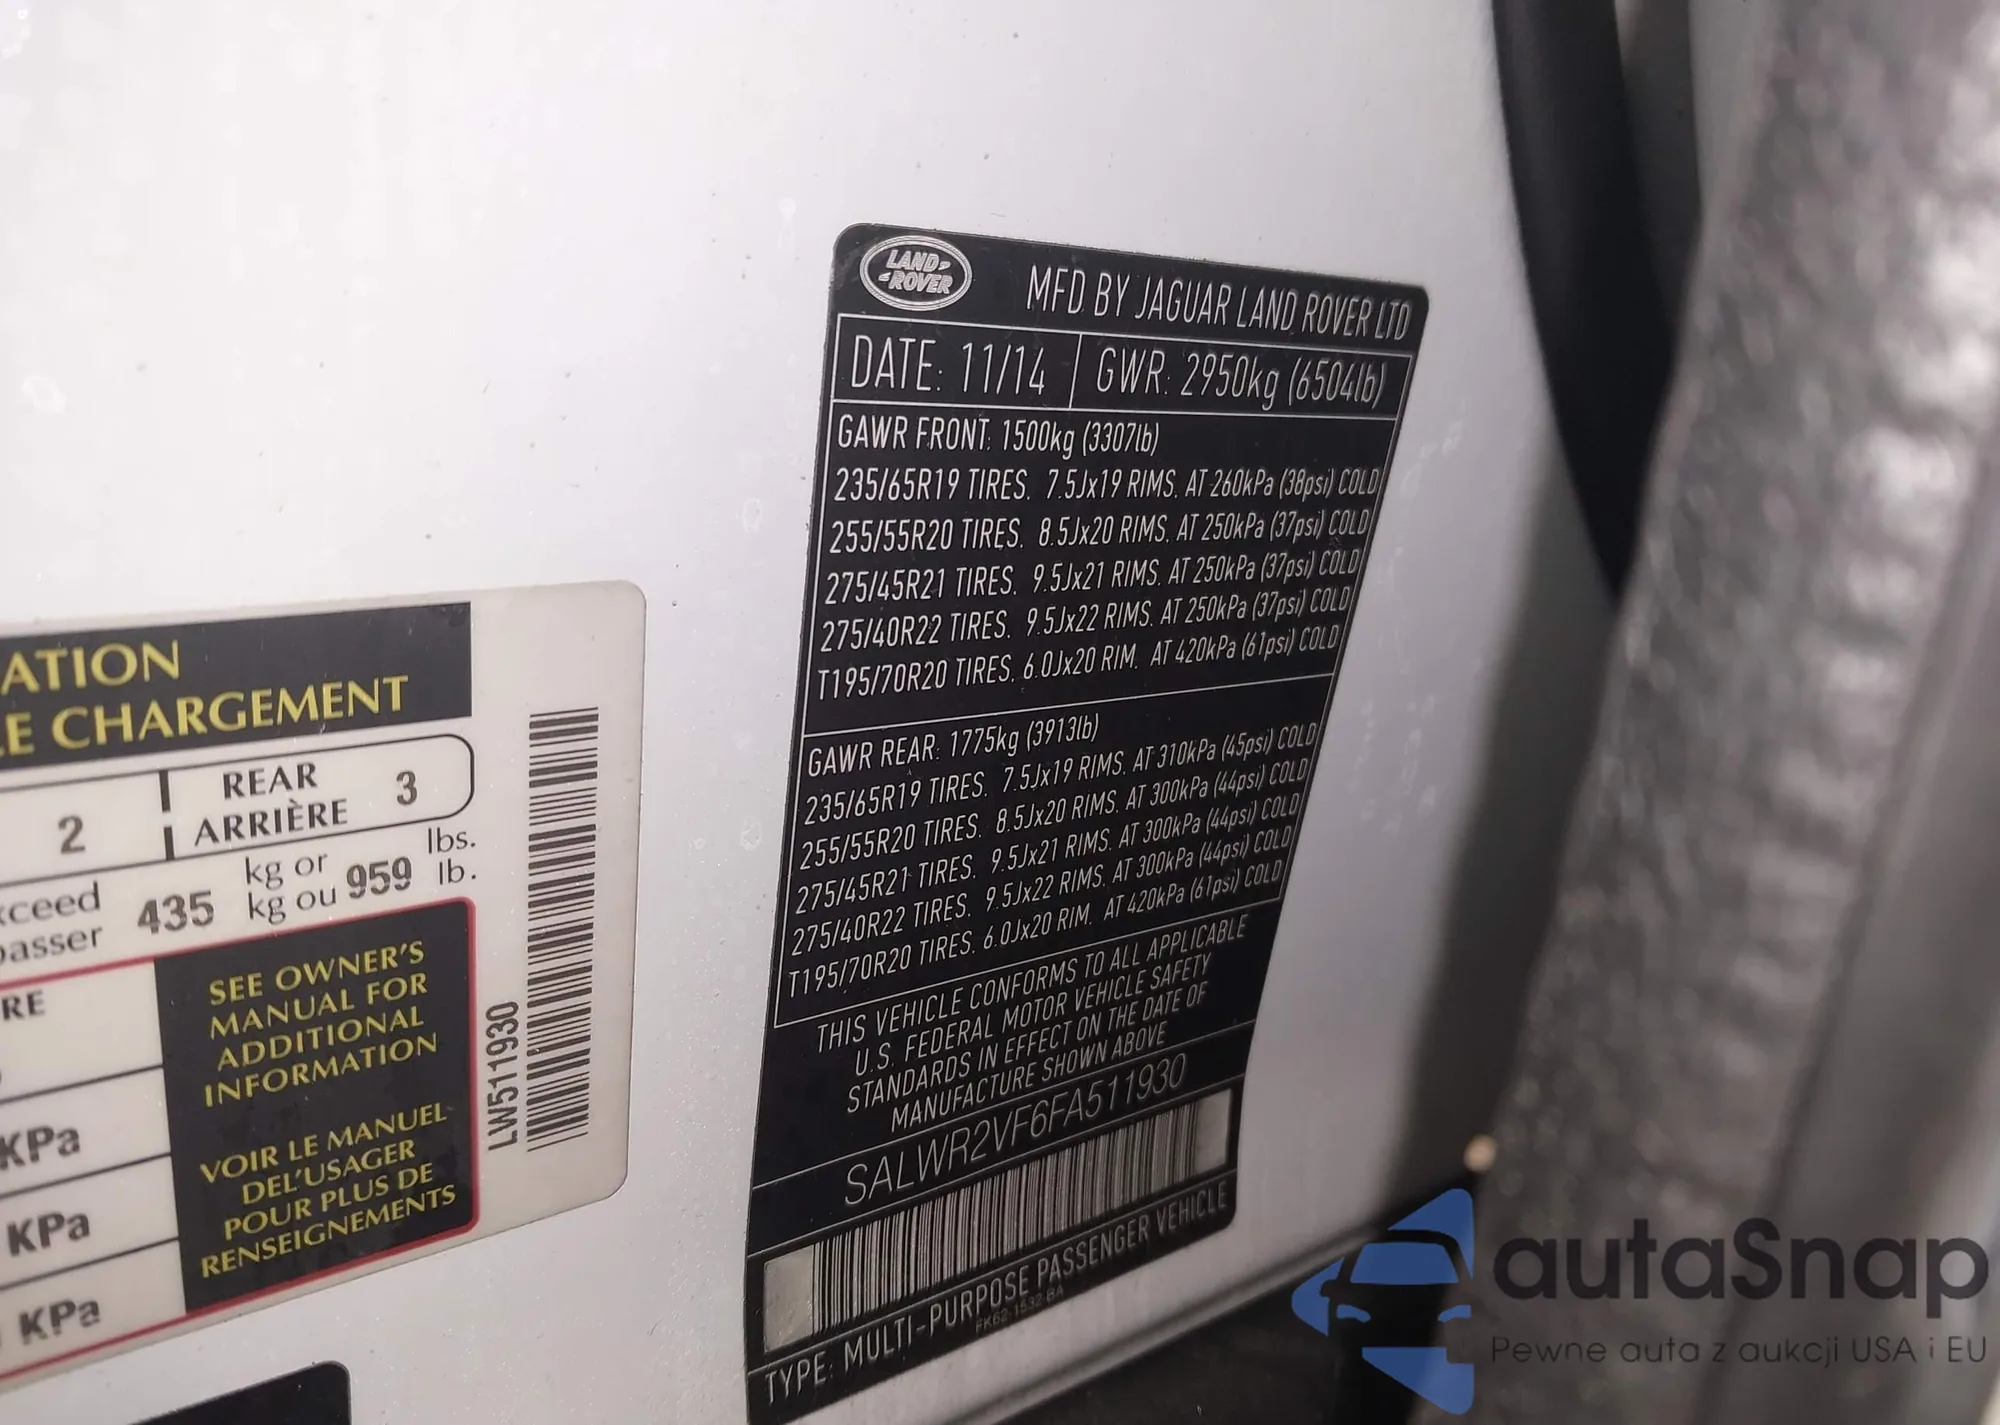 ATION
LE CHARGEMENT
2
REAR
ARRIÈRE
3
xceed
passer
435
kg or
kg ou
959
lbs.
lb.
RE
KPa
KPa
KPa
SEE OWNER'S
MANUAL FOR
ADDITIONAL
INFORMATION
VOIR LE MANUEL
DEL'USAGER
POUR PLUS DE
RENSEIGNEMENTS
LW511930
LAND
ROVER
MFD BY JAGUAR LAND ROVER LTD
DATE: 11/14
GWR: 2950kg (6504lb)
GAWR FRONT: 1500kg (3307lb)
235/65R19 TIRES. 7.5Jx19 RIMS. AT 260kPa (38psi) COLD
255/55R20 TIRES. 8.5Jx20 RIMS. AT 250kPa (37psi) COLD
275/45R21 TIRES. 9.5Jx21 RIMS. AT 250kPa (37psi) COLD
275/40R22 TIRES. 9.5Jx22 RIMS. AT 250kPa (37psi) COLD
T195/70R20 TIRES. 6.0Jx20 RIM. AT 420kPa (61psi) COLD
GAWR REAR: 1775kg (3913lb)
235/65R19 TIRES. 7.5Jx19 RIMS. AT 310kPa (45psi) COLD
255/55R20 TIRES. 8.5Jx20 RIMS. AT 300kPa (44psi) COLD
275/45R21 TIRES. 9.5Jx21 RIMS. AT 300kPa (44psi) COLD
275/40R22 TIRES. 9.5Jx22 RIMS. AT 300kPa (44psi) COLD
T195/70R20 TIRES. 6.0Jx20 RIM. AT 420kPa (61psi) COLD
THIS VEHICLE CONFORMS TO ALL APPLICABLE
U.S. FEDERAL MOTOR VEHICLE SAFETY
STANDARDS IN EFFECT ON THE DATE OF
MANUFACTURE SHOWN ABOVE
SALWR2VF6FA511930
TYPE: MULTI-PURPOSE PASSENGER VEHICLE
FK62-1532-BA
autaSnap
Pewne auta z aukcji USA i EU